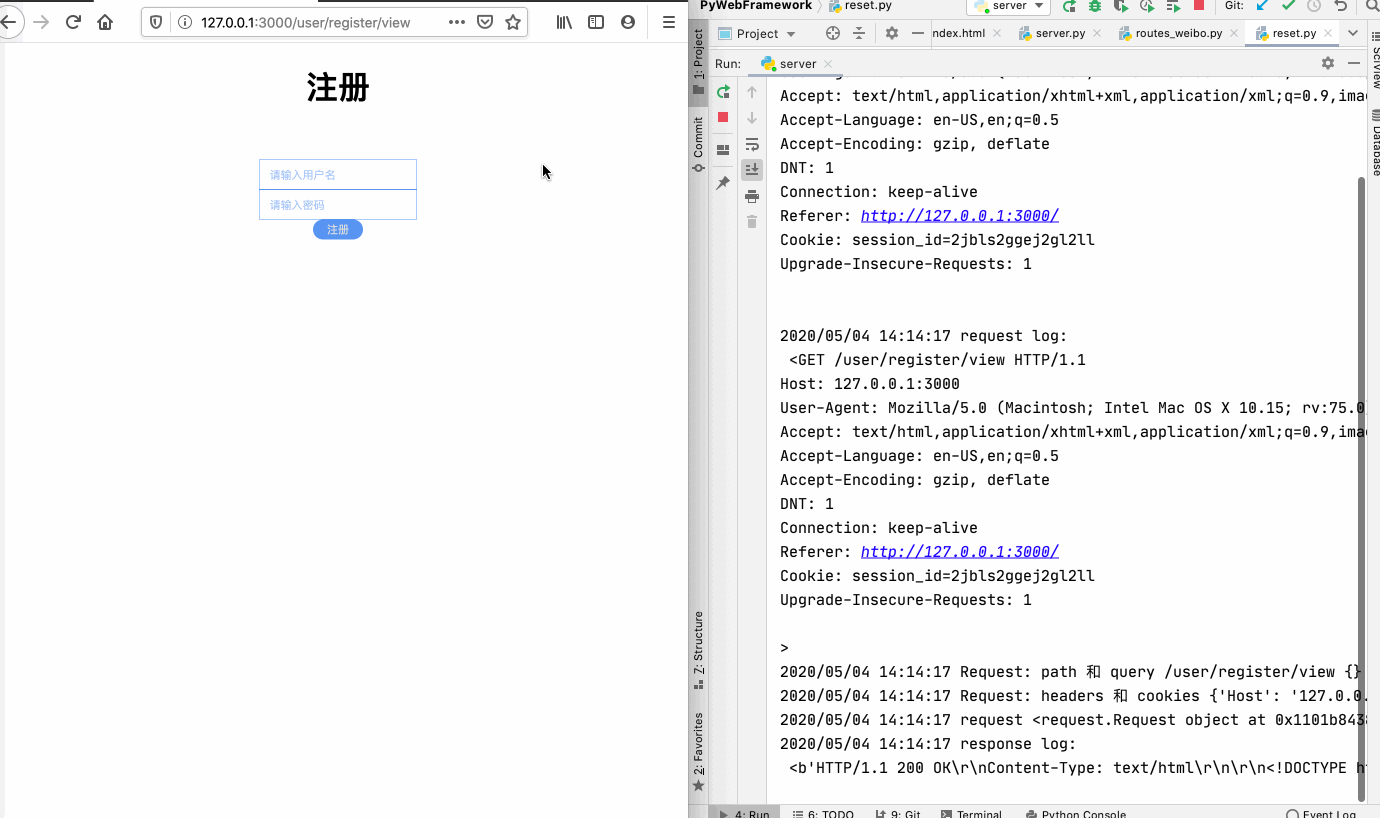 127.0.0.1:3000/user/register/view
注册
请输入用户名
请输入密码
注册
PyWebFramework
reset.py
server
Git:
Project
ndex.html
server.py
routes_weibo.py
reset.py
Run:
server
1: Project
Commit
7: Structure
2: Favorites
SciView
Database
Accept: text/html,application/xhtml+xml,application/xml;q=0.9,imag
Accept-Language: en-US,en;q=0.5
Accept-Encoding: gzip, deflate
DNT: 1
Connection: keep-alive
Referer: http://127.0.0.1:3000/
Cookie: session_id=2jbls2ggej2gl2ll
Upgrade-Insecure-Requests: 1
2020/05/04 14:14:17 request log:
<GET /user/register/view HTTP/1.1
Host: 127.0.0.1:3000
User-Agent: Mozilla/5.0 (Macintosh; Intel Mac OS X 10.15; rv:75.0)
Accept: text/html,application/xhtml+xml,application/xml;q=0.9,imag
Accept-Language: en-US,en;q=0.5
Accept-Encoding: gzip, deflate
DNT: 1
Connection: keep-alive
Referer: http://127.0.0.1:3000/
Cookie: session_id=2jbls2ggej2gl2ll
Upgrade-Insecure-Requests: 1
>
2020/05/04 14:14:17 Request: path 和 query /user/register/view {}
2020/05/04 14:14:17 Request: headers 和 cookies {'Host': '127.0.0.
2020/05/04 14:14:17 request <request.Request object at 0x1101b8438
2020/05/04 14:14:17 response log:
<b'HTTP/1.1 200 OK\r\nContent-Type: text/html\r\n\r\n<!DOCTYPE ht
4: Run
6: TODO
9: Git
Terminal
Python Console
Event Log